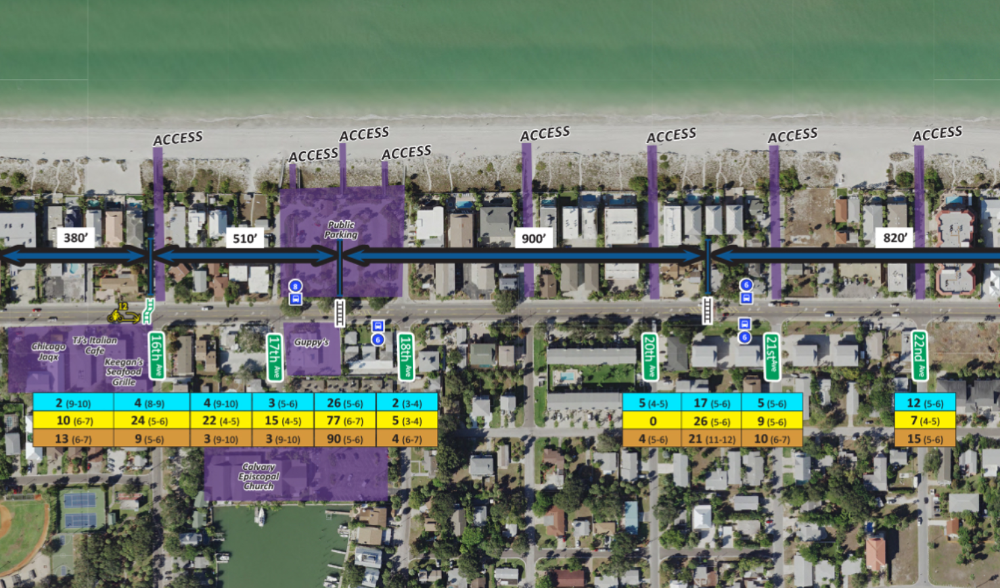 ACCESS
ACCESS
ACCESS
ACCESS
ACCESS
ACCESS
ACCESS
ACCESS
Public
Parking
380'
510'
900'
820'
8
6
12
6
6
Chicago
Jaqx
TJ's Italian
Cafe
Keegan's
Seafood
Grille
16th Ave
17th Ave
Guppy's
18th Ave
20th Ave
21st Ave
22nd Ave
2 (9-10) 4 (8-9) 4 (9-10) 3 (5-6) 26 (5-6) 2 (3-4)
10 (6-7) 24 (5-6) 22 (4-5) 15 (4-5) 77 (6-7) 5 (3-4)
13 (6-7) 9 (5-6) 3 (9-10) 3 (9-10) 90 (5-6) 4 (6-7)
5 (4-5) 17 (5-6) 5 (5-6)
0 26 (5-6) 9 (5-6)
4 (5-6) 21 (11-12) 10 (6-7)
12 (5-6)
7 (4-5)
15 (5-6)
Calvary
Episcopal
Church